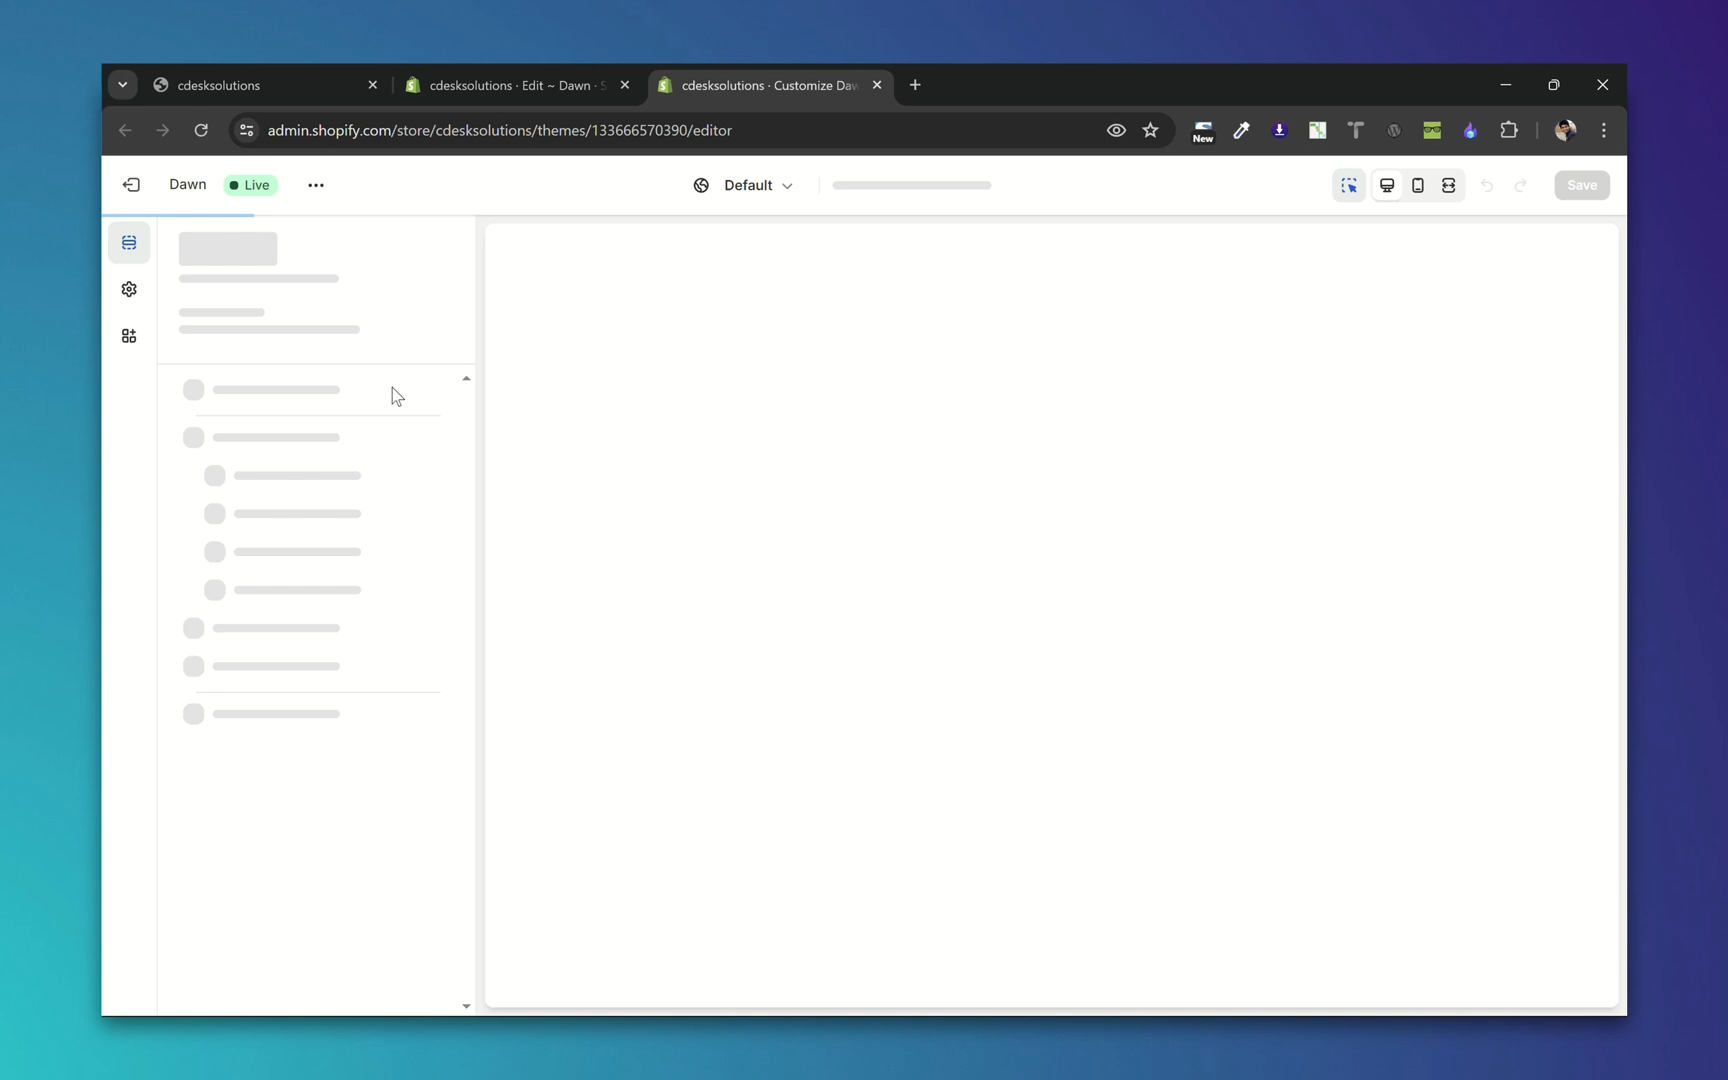 cdesksolutions
cdesksolutions · Edit ~ Dawn · S
cdesksolutions · Customize Daw
admin.shopify.com/store/cdesksolutions/themes/133666570390/editor
New
Dawn
Live
Default
Save